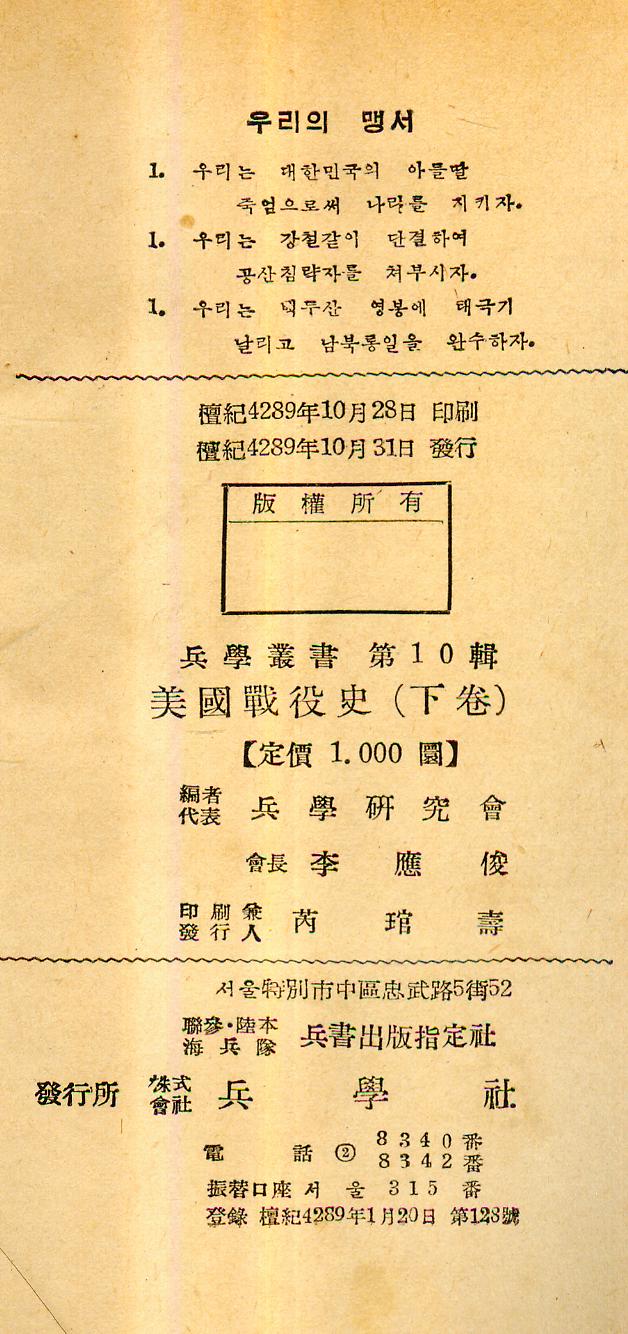 우리의 맹서
1. 우리는 대한민국의 아들딸
죽엄으로써 나라를 지키자.
1. 우리는 강철같이 단결하여
공산침략자를 처부시자.
1. 우리는 백두산 영봉에 태극기
날리고 남북통일을 완수하자.
檀紀4289年10月28日 印刷
檀紀4289年10月31日 發行
版權所有
兵學叢書 第10輯
美國戰役史(下卷)
【定價 1.000 圜】
編者代表 兵學硏究會
會長 李應俊
印刷兼發行人 芮琯壽
서울特別市中區忠武路5街52
聯參·陸本
海兵隊 兵書出版指定社
發行所 株式會社 兵學社
電話 ② 8340番
8342番
振替口座 서울 315番
登錄 檀紀4289年1月20日 第128號